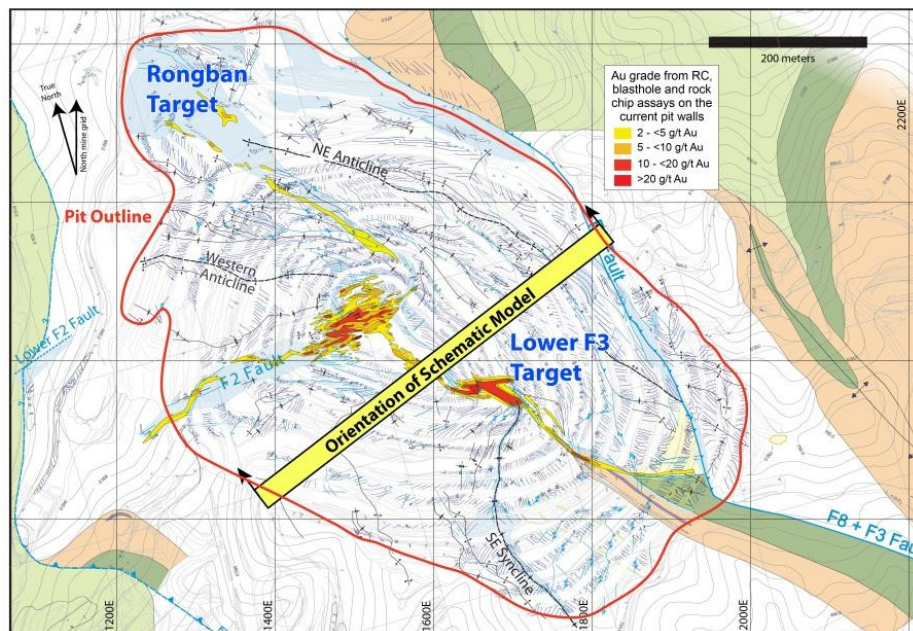 Rongban
Target
True
North
North mine grid
NE Anticline
Pit Outline
Western
Anticline
Lower F2 Fault
F2 Fault
Orientation of Schematic Model
Lower F3
Target
Fault
SE Syncline
F8 + F3 Fau
200 meters
Au grade from RC,
blasthole and rock
chip assays on the
current pit walls
2 - <5 g/t Au
5 - <10 g/t Au
10 - <20 g/t Au
>20 g/t Au
2200E
1200E
1400E
1600E
1800E
2000E